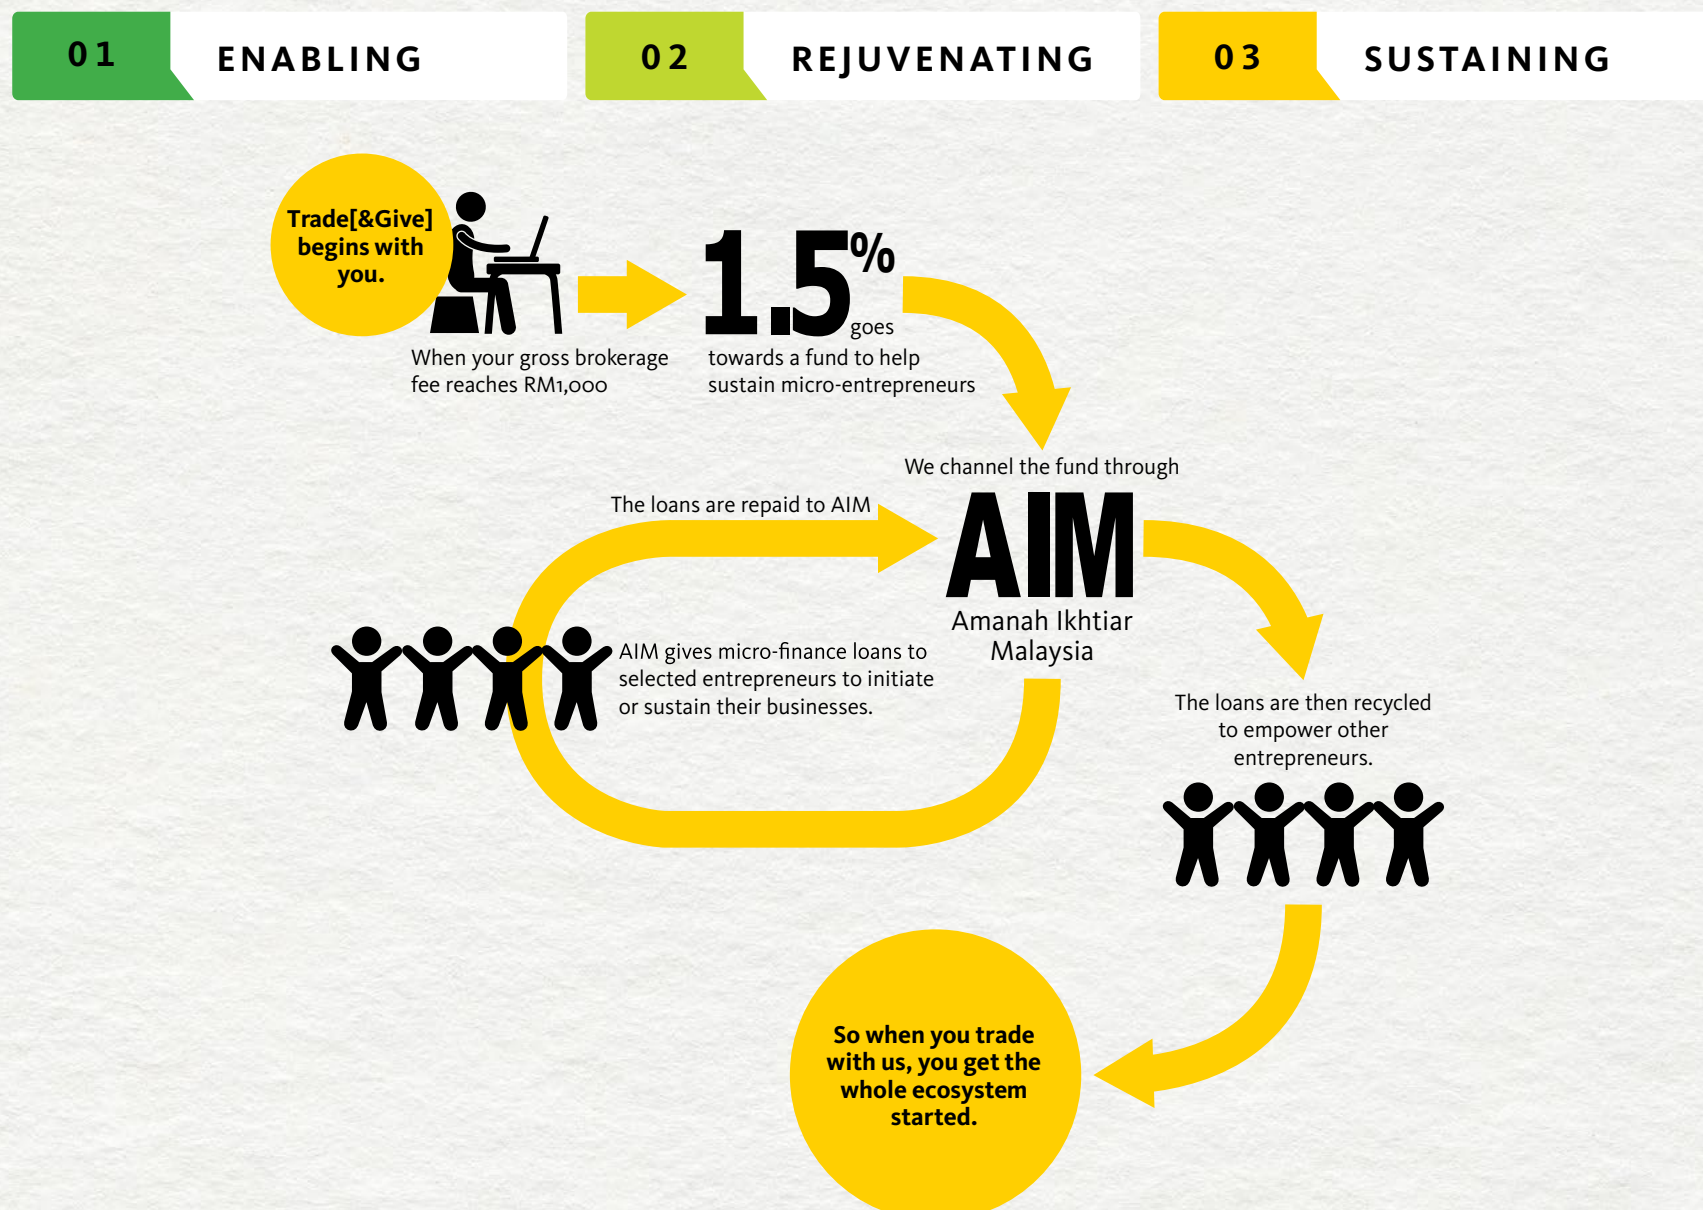 01 ENABLING
02 REJUVENATING
03 SUSTAINING
Trade[&Give]
begins with
you.
When your gross brokerage
fee reaches RM1,000
1.5%
goes
towards a fund to help
sustain micro-entrepreneurs
We channel the fund through
AIM
Amanah Ikhtiar
Malaysia
AIM gives micro-finance loans to
selected entrepreneurs to initiate
or sustain their businesses.
The loans are repaid to AIM
The loans are then recycled
to empower other
entrepreneurs.
So when you trade
with us, you get the
whole ecosystem
started.